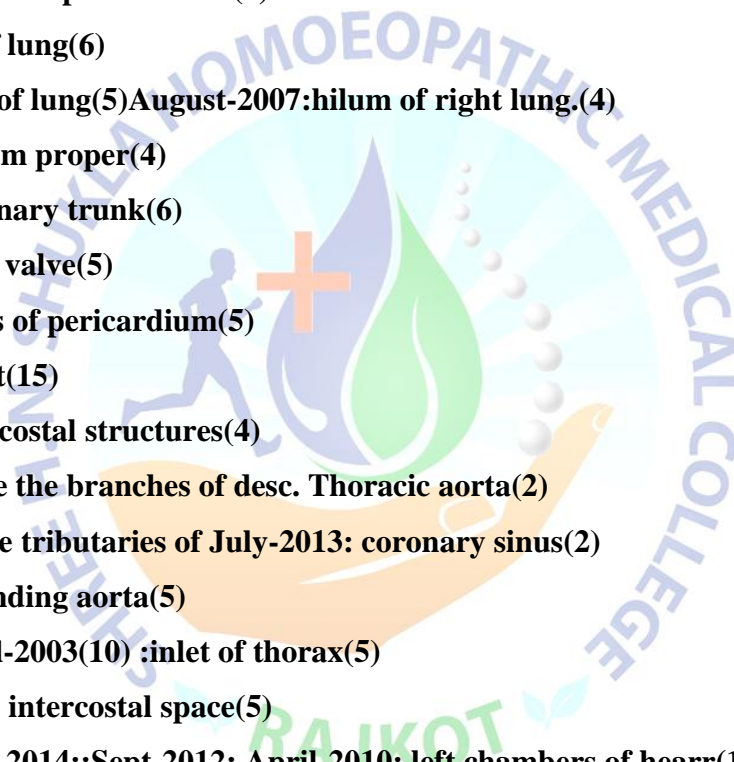 lung(6)
of lung(5)August-2007:hilum of right lung.(4)
m proper(4)
nary trunk(6)
valve(5)
s of pericardium(5)
t(15)
costal structures(4)
e the branches of desc. Thoracic aorta(2)
e tributaries of July-2013: coronary sinus(2)
nding aorta(5)
l-2003(10) :inlet of thorax(5)
intercostal space(5)
2014;;Sept-2012; April-2010: left chambers of hearr(1
SHREE H.N. SHUKLA HOMOEOPATHIC MEDICAL COLLEGE
RAJKOT